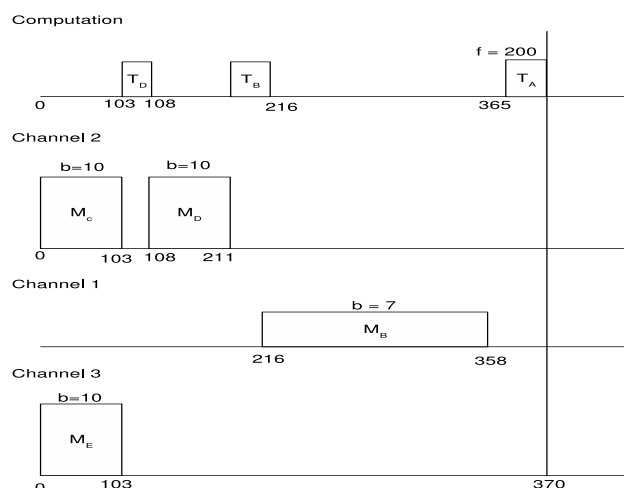 Computation
f = 200
T_D T_B T_A
0 103 108 216 365
Channel 2
b=10 b=10
M_c M_D
0 103 108 211
Channel 1
b = 7
M_B
216 358
Channel 3
b=10
M_E
0 103 370